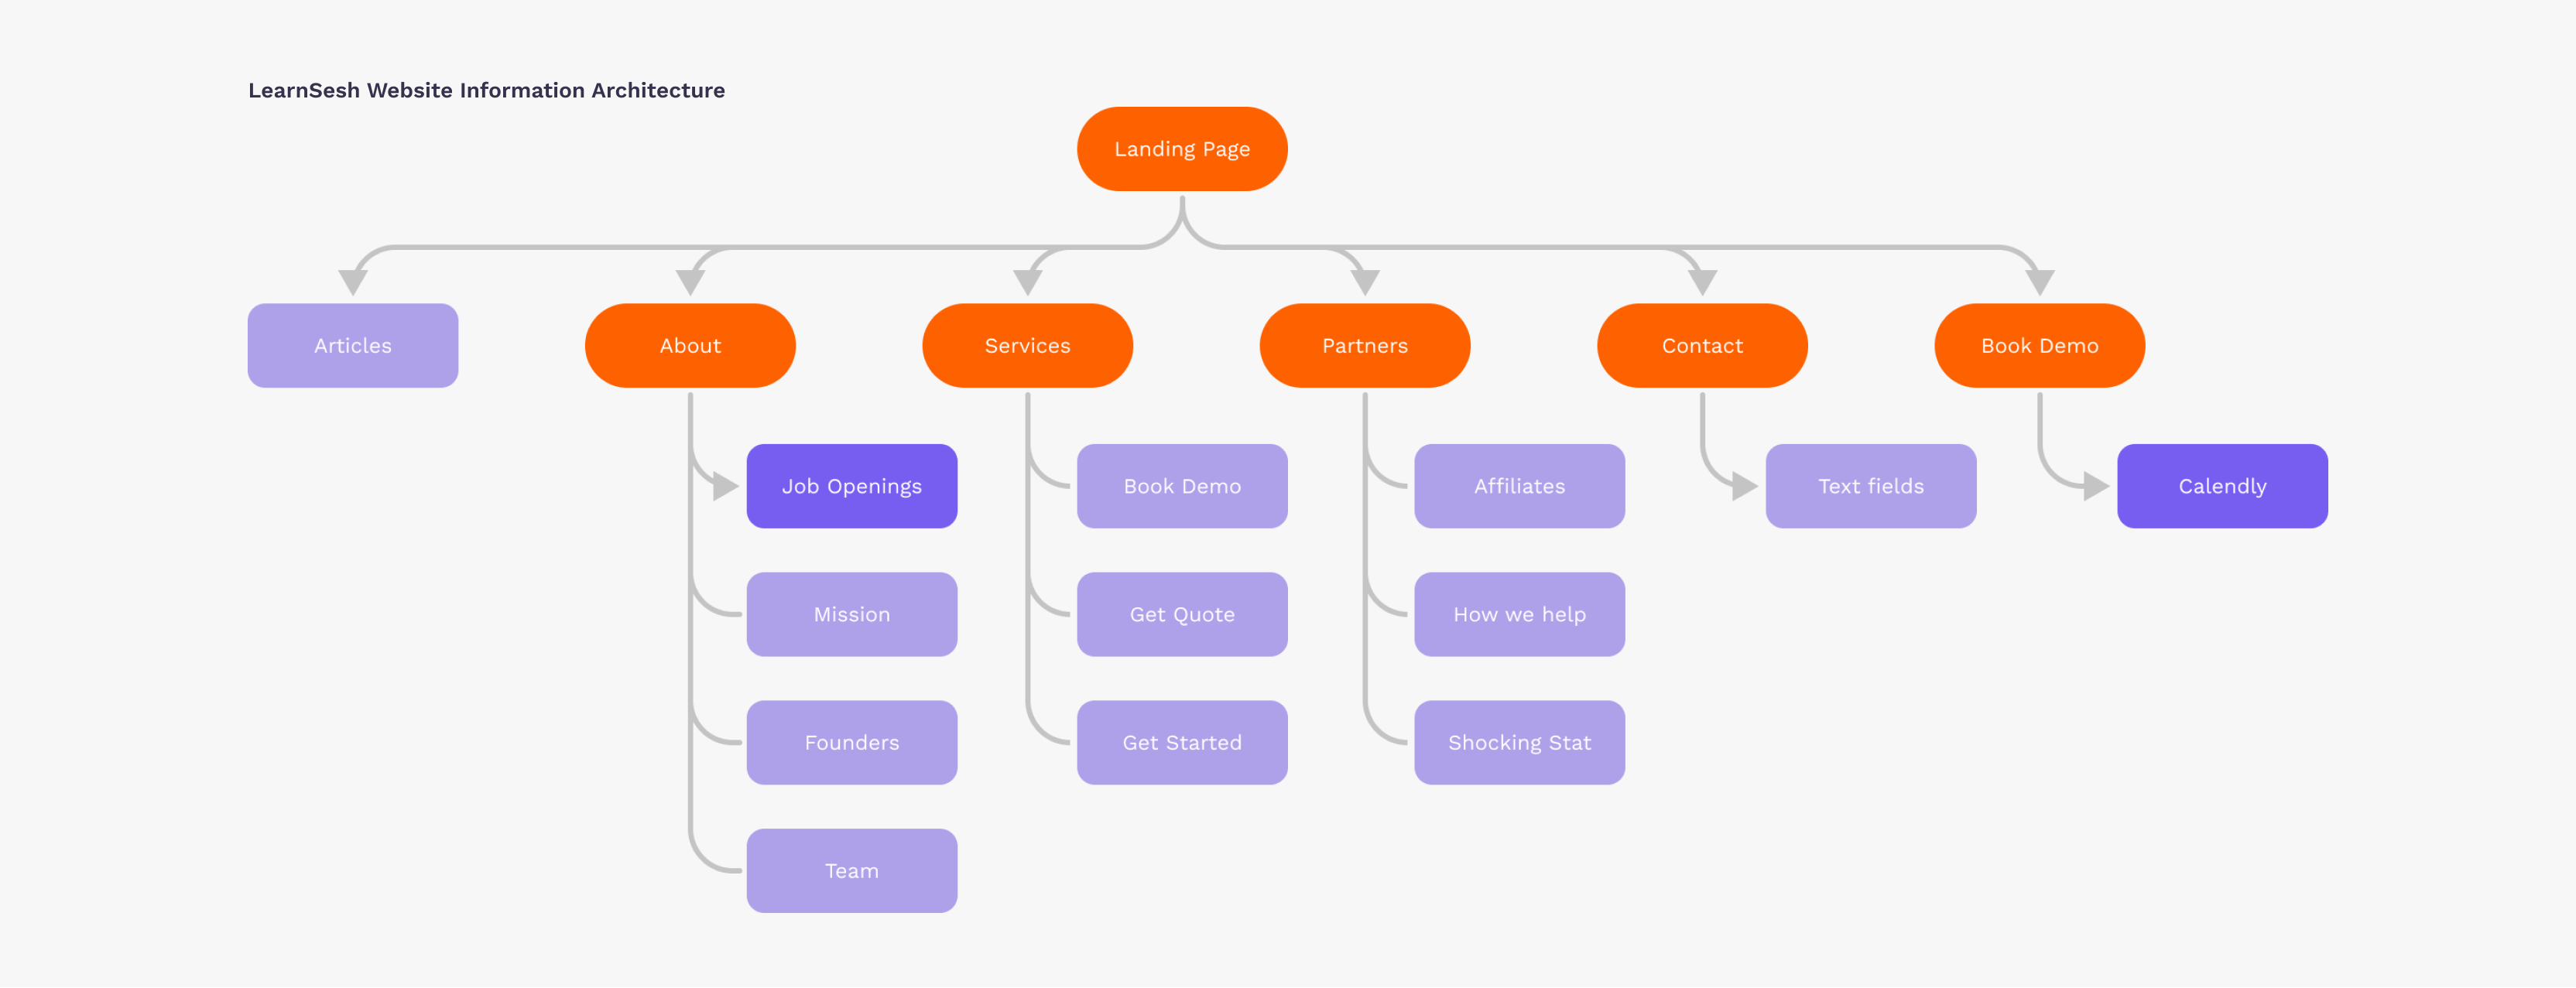 LearnSesh Website Information Architecture
Landing Page
Articles
About
Services
Partners
Contact
Book Demo
Job Openings
Book Demo
Affiliates
Text fields
Calendly
Mission
Get Quote
How we help
Founders
Get Started
Shocking Stat
Team